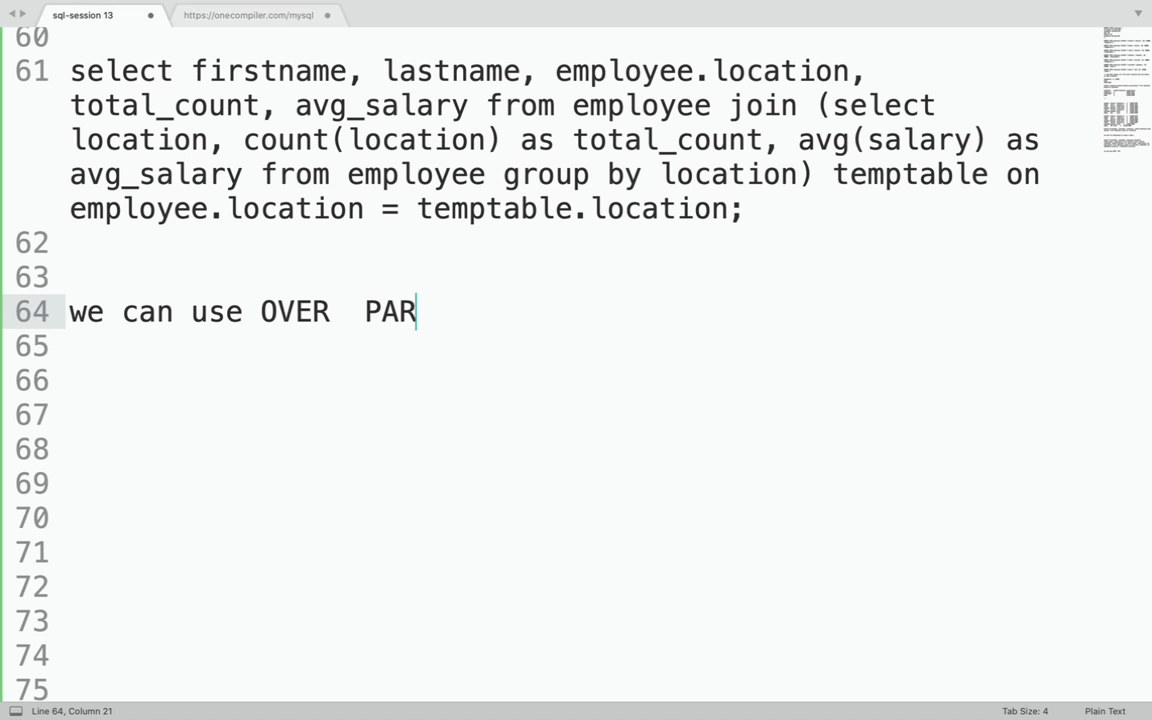 sql-session 13
https://onecompiler.com/mysql
60
61 select firstname, lastname, employee.location,
total_count, avg_salary from employee join (select
location, count(location) as total_count, avg(salary) as
avg_salary from employee group by location) temptable on
employee.location = temptable.location;
62
63
64 we can use OVER  PAR
65
66
67
68
69
70
71
72
73
74
75
Line 64, Column 21
Tab Size: 4
Plain Text